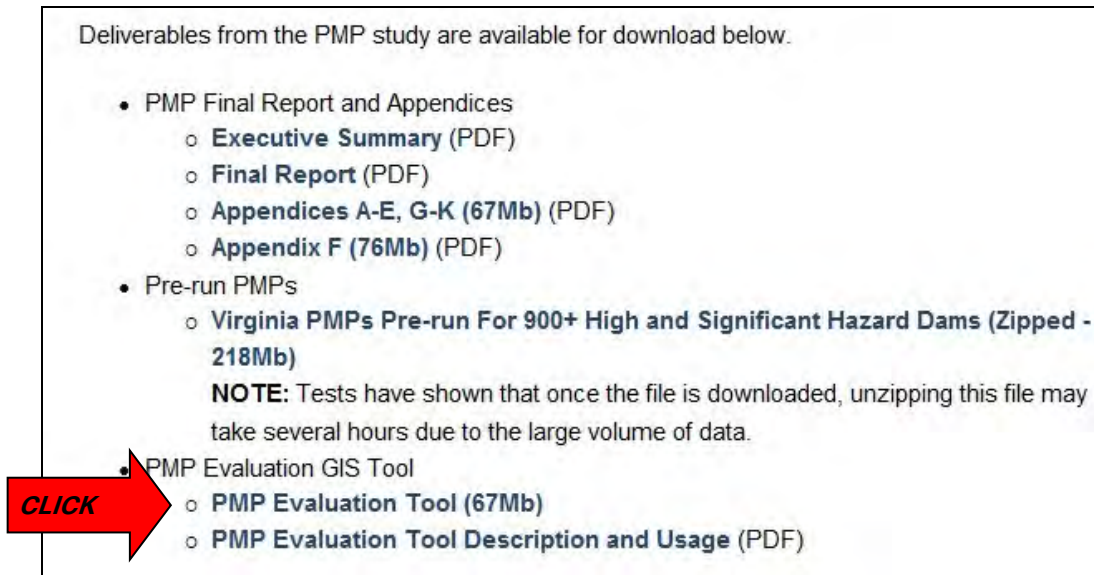 Deliverables from the PMP study are available for download below.
• PMP Final Report and Appendices
o Executive Summary (PDF)
o Final Report (PDF)
o Appendices A-E, G-K (67Mb) (PDF)
o Appendix F (76Mb) (PDF)
• Pre-run PMPs
o Virginia PMPs Pre-run For 900+ High and Significant Hazard Dams (Zipped -
218Mb)
NOTE: Tests have shown that once the file is downloaded, unzipping this file may
take several hours due to the large volume of data.
• PMP Evaluation GIS Tool
CLICK
o PMP Evaluation Tool (67Mb)
o PMP Evaluation Tool Description and Usage (PDF)